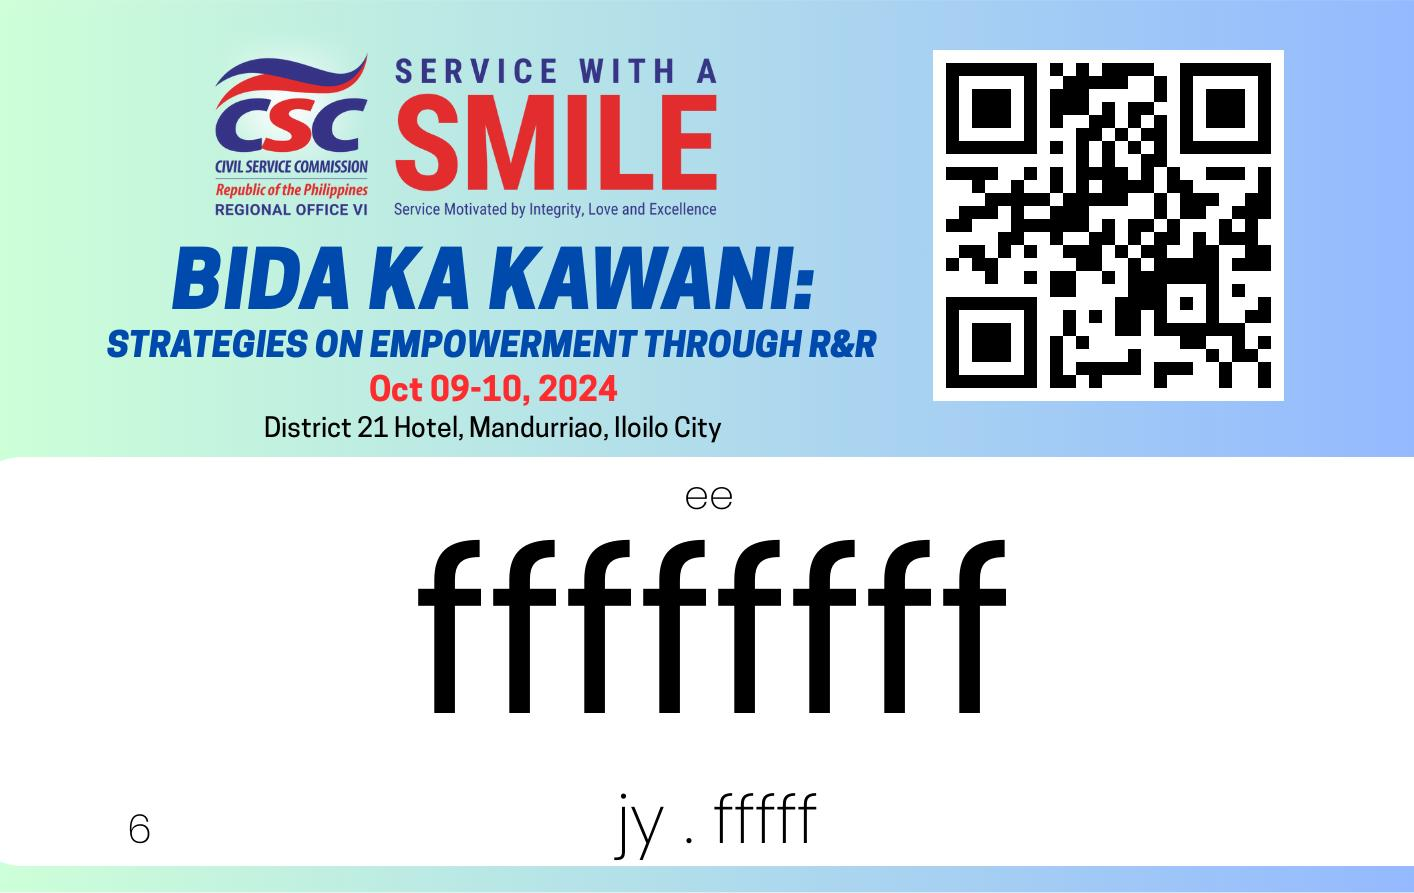 CSC
CIVIL SERVICE COMMISSION
Republic of the Philippines
REGIONAL OFFICE VI
SERVICE WITH A
SMILE
Service Motivated by Integrity, Love and Excellence
BIDA KA KAWANI:
STRATEGIES ON EMPOWERMENT THROUGH R&R
Oct 09-10, 2024
District 21 Hotel, Mandurriao, Iloilo City
ee
ffffffff
jy . fffff
6